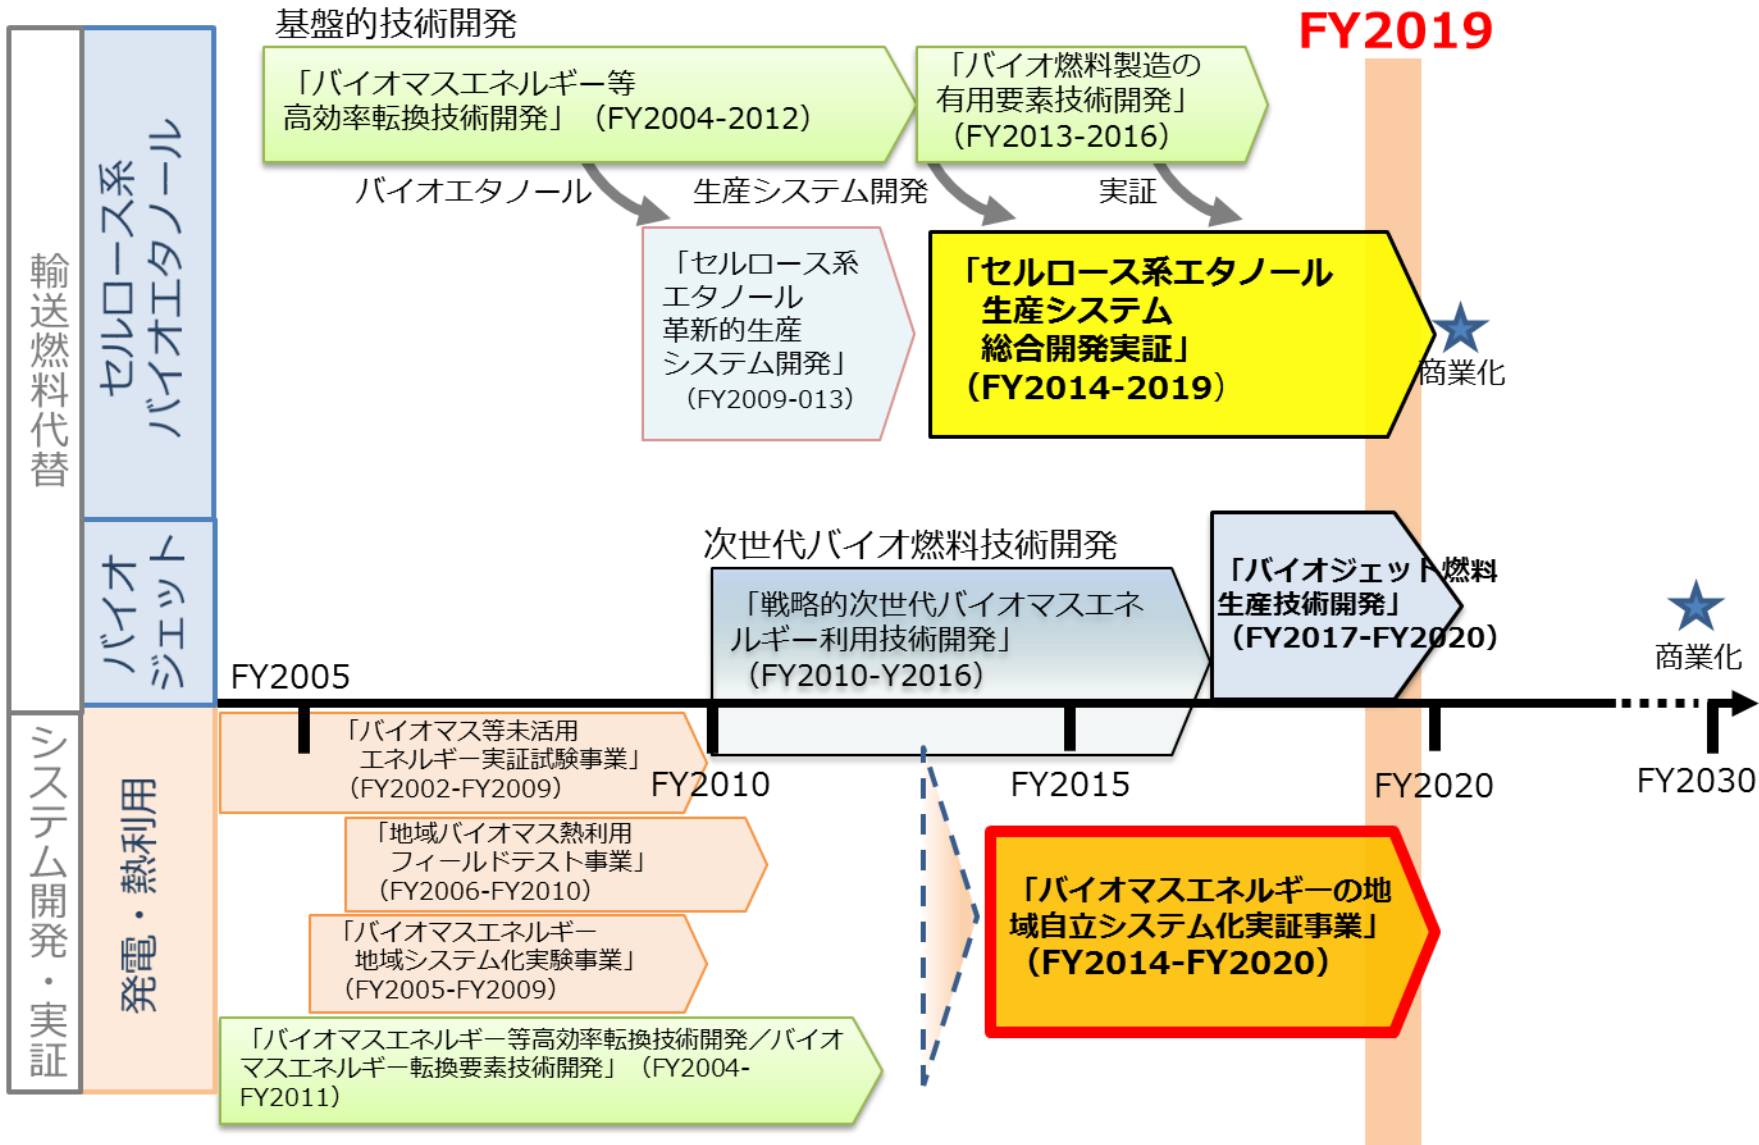 輸送燃料代替
セルロース系
バイオエタノール
バイオ
ジェット
システム開発・実証
発電・熱利用
FY2019
基盤的技術開発
「バイオマスエネルギー等
高効率転換技術開発」（FY2004-2012）
「バイオ燃料製造の
有用要素技術開発」
（FY2013-2016）
バイオエタノール
生産システム開発
実証
「セルロース系
エタノール
革新的生産
システム開発」
（FY2009-013）
「セルロース系エタノール
生産システム
総合開発実証」
（FY2014-2019）
商業化
次世代バイオ燃料技術開発
「戦略的次世代バイオマスエネ
ルギー利用技術開発」
（FY2010-Y2016）
「バイオジェット燃料
生産技術開発」
（FY2017-FY2020）
商業化
FY2005
FY2010
FY2015
FY2020
FY2030
「バイオマス等未活用
エネルギー実証試験事業」
（FY2002-FY2009）
「地域バイオマス熱利用
フィールドテスト事業」
（FY2006-FY2010）
「バイオマスエネルギー
地域システム化実験事業」
（FY2005-FY2009）
「バイオマスエネルギー等高効率転換技術開発／バイオ
マスエネルギー転換要素技術開発」（FY2004-
FY2011）
「バイオマスエネルギーの地
域自立システム化実証事業」
（FY2014-FY2020）